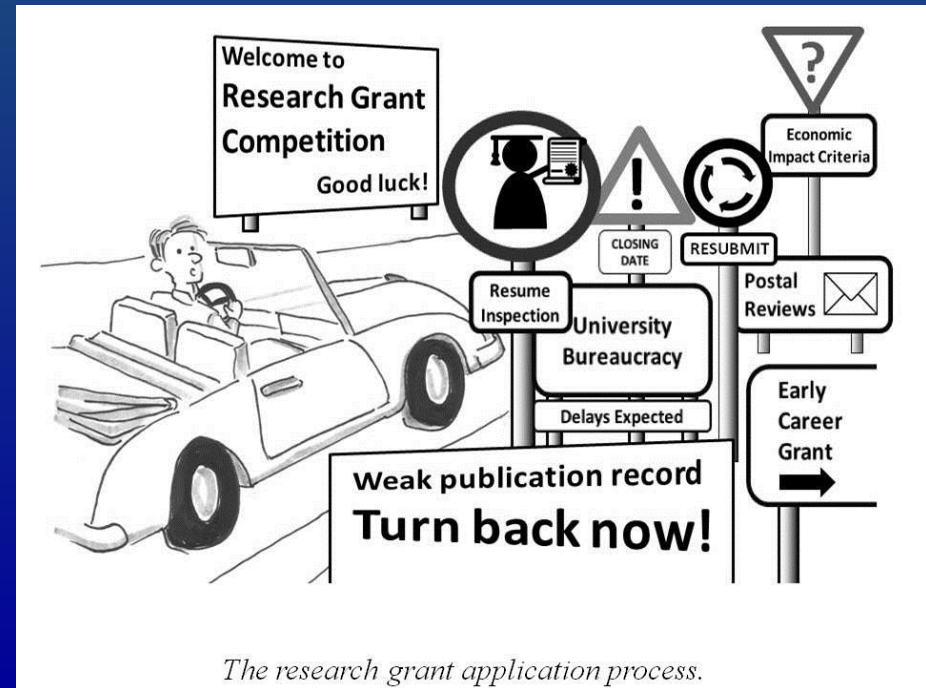 Welcome to
Research Grant
Competition
Good luck!
?
Economic
Impact Criteria
!
CLOSING
DATE
RESUBMIT
Resume
Inspection
Postal
Reviews
University
Bureaucracy
Delays Expected
Early
Career
Grant
Weak publication record
Turn back now!
The research grant application process.